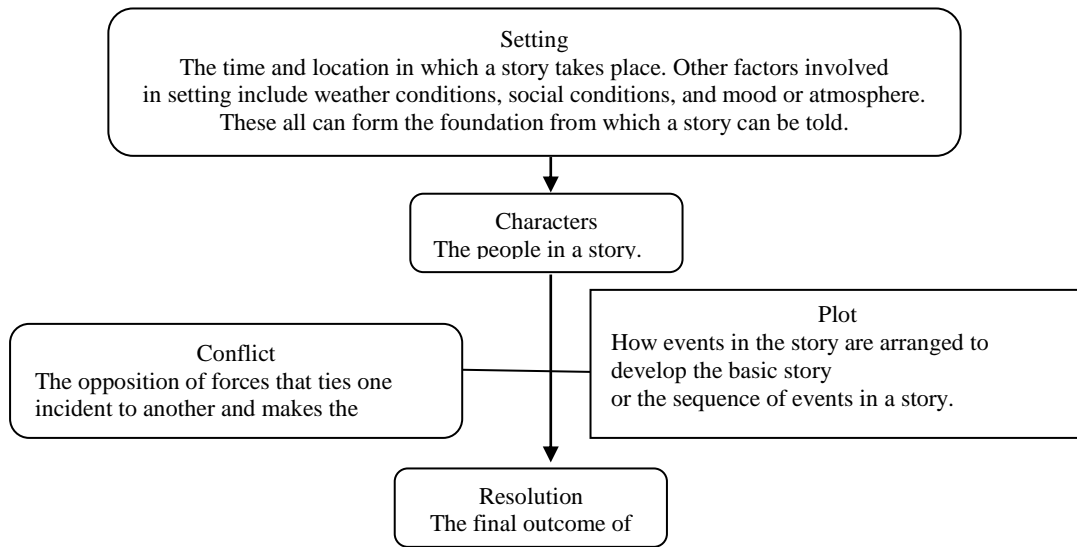 Setting
The time and location in which a story takes place. Other factors involved
in setting include weather conditions, social conditions, and mood or atmosphere.
These all can form the foundation from which a story can be told.
Characters
The people in a story.
Conflict
The opposition of forces that ties one
incident to another and makes the
Plot
How events in the story are arranged to
develop the basic story
or the sequence of events in a story.
Resolution
The final outcome of